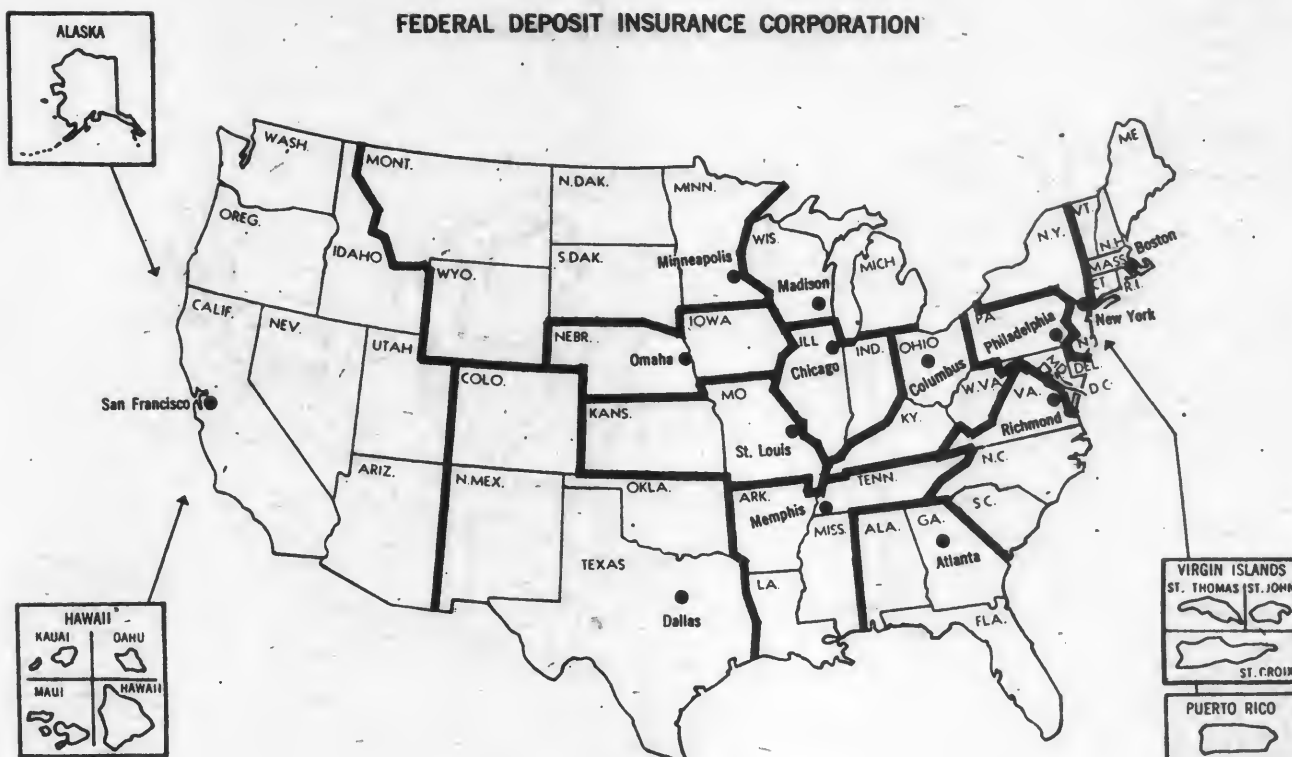 FEDERAL DEPOSIT INSURANCE CORPORATION
ALASKA
WASH.
MONT.
N.DAK.
MINN.
ME
OREG.
IDAHO
S.DAK.
WIS.
MICH
N.Y.
VT.
N.H.
Boston
MASS.
CT
R.I.
WYO.
Minneapolis
Madison
CALIF.
NEV.
UTAH
NEBR.
IOWA
Omaha
ILL
Chicago
IND.
OHIO
Columbus
PA.
Philadelphia
New York
N.J.
MD.
DEL.
D.C.
W.VA.
VA.
Richmond
San Francisco
COLO.
KANS.
MO
St. Louis
KY.
N.C.
ARIZ.
N.MEX.
OKLA.
ARK.
Memphis
TENN.
S.C.
MISS.
ALA.
GA.
Atlanta
TEXAS
Dallas
LA.
FLA.
HAWAII
KAUAI
OAHU
MAUI
HAWAII
VIRGIN ISLANDS
ST. THOMAS
ST. JOHN
ST. CROIX
PUERTO RICO